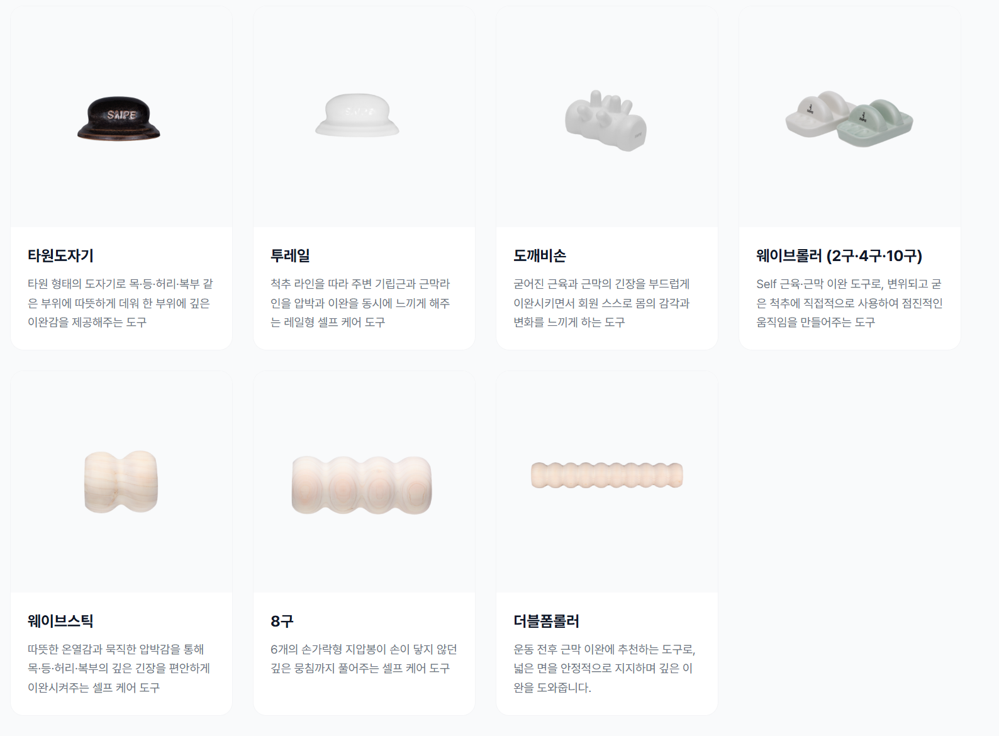 SNPE
SNPE
타원도자기
타원 형태의 도자기로 목·등·허리·복부 같
은 부위에 따뜻하게 데워 한 부위에 깊은
이완감을 제공해주는 도구
투레일
척추 라인을 따라 주변 기립근과 근막라
인을 압박과 이완을 동시에 느끼게 해주
는 레일형 셀프 케어 도구
도깨비손
굳어진 근육과 근막의 긴장을 부드럽게
이완시키면서 회원 스스로 몸의 감각과
변화를 느끼게 하는 도구
웨이브롤러 (2구·4구·10구)
Self 근육·근막 이완 도구로, 변위되고 굳
은 척추에 직접적으로 사용하여 점진적인
움직임을 만들어주는 도구
웨이브스틱
따뜻한 온열감과 묵직한 압박감을 통해
목·등·허리·복부의 깊은 긴장을 편안하게
이완시켜주는 셀프 케어 도구
8구
6개의 손가락형 지압봉이 손이 닿지 않던
깊은 뭉침까지 풀어주는 셀프 케어 도구
더블폼롤러
운동 전후 근막 이완에 추천하는 도구로,
넓은 면을 안정적으로 지지하며 깊은 이
완을 도와줍니다.